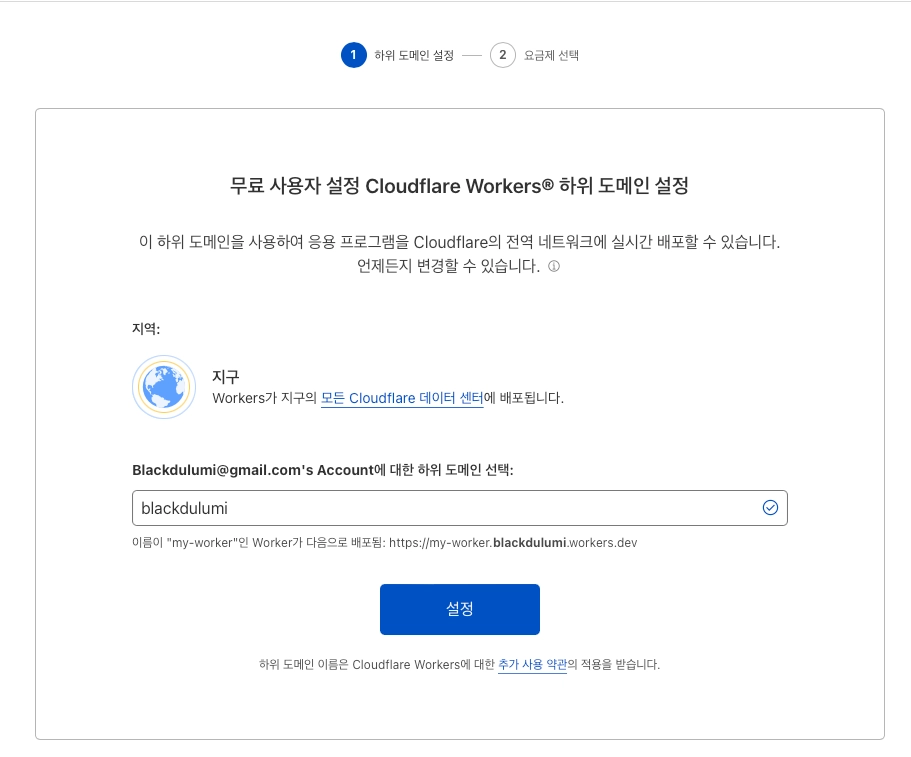 1 하위 도메인 설정 2 요금제 선택
무료 사용자 설정 Cloudflare Workers® 하위 도메인 설정
이 하위 도메인을 사용하여 응용 프로그램을 Cloudflare의 전역 네트워크에 실시간 배포할 수 있습니다.
언제든지 변경할 수 있습니다. ⓘ
지역:
지구
Workers가 지구의 모든 Cloudflare 데이터 센터에 배포됩니다.
Blackdulumi@gmail.com's Account에 대한 하위 도메인 선택:
blackdulumi
이름이 "my-worker"인 Worker가 다음으로 배포됨: https://my-worker.blackdulumi.workers.dev
설정
하위 도메인 이름은 Cloudflare Workers에 대한 추가 사용 약관의 적용을 받습니다.